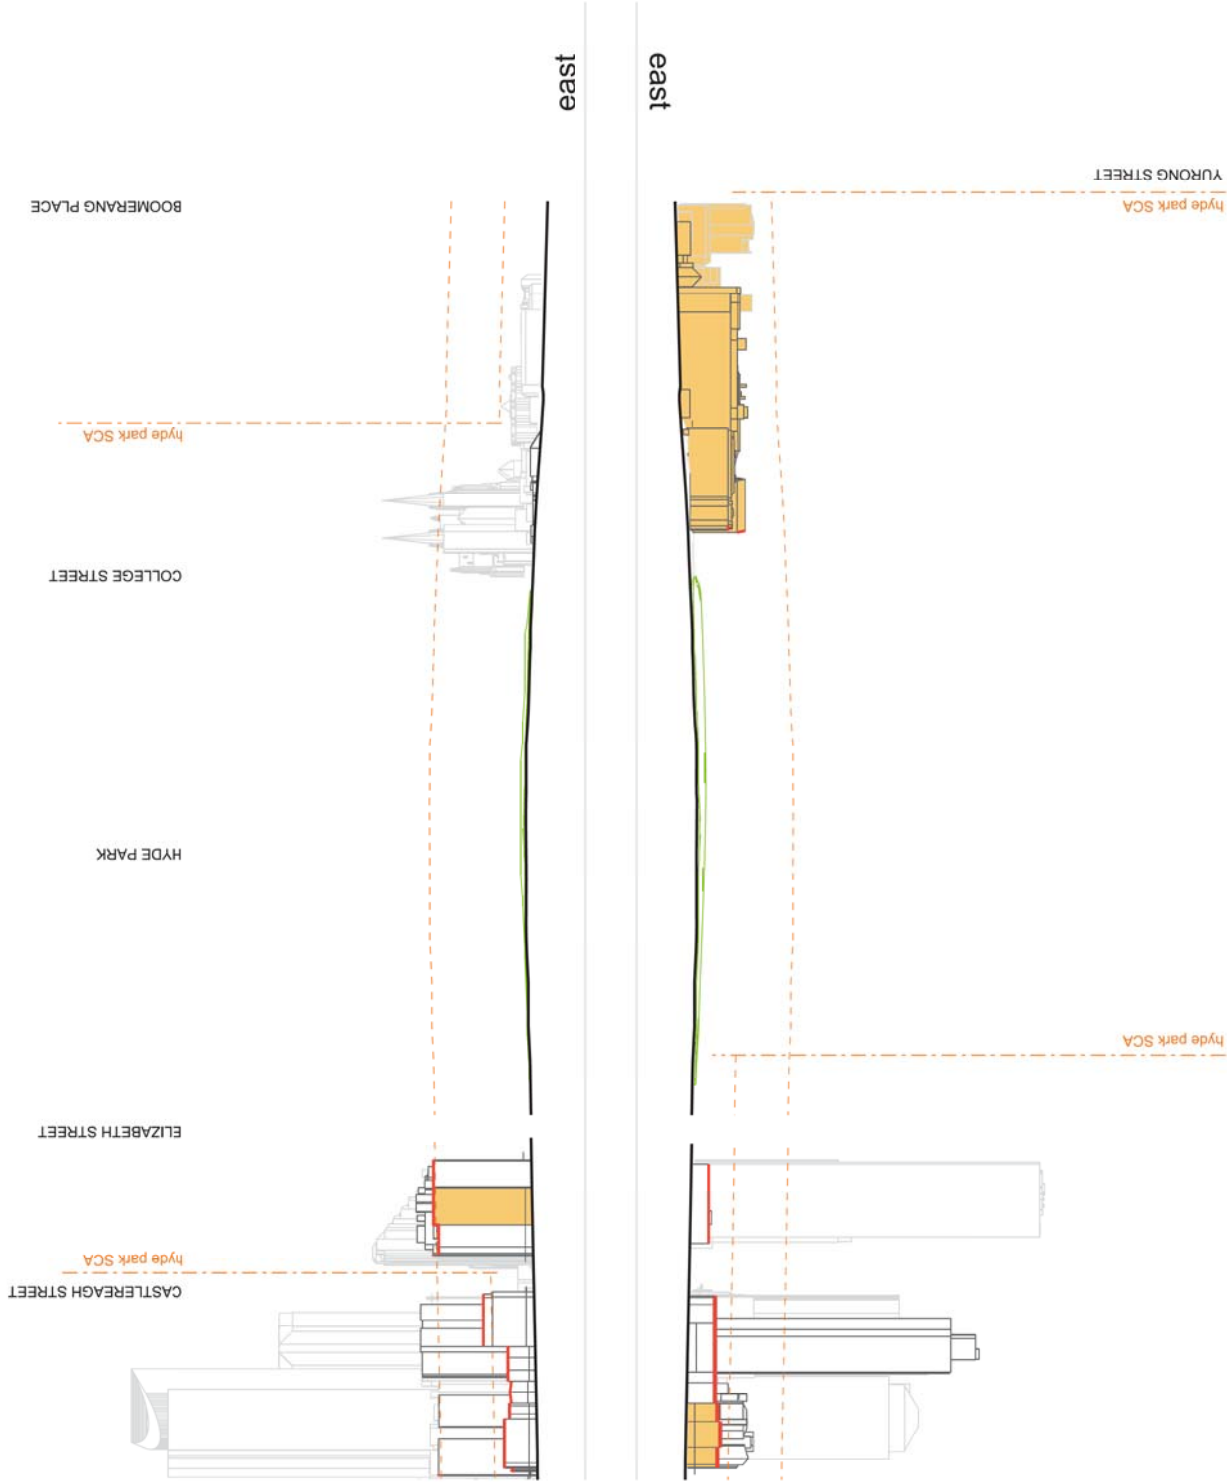 east
east
YURONG STREET
hyde park SCA
BOOMERANG PLACE
hyde park SCA
COLLEGE STREET
HYDE PARK
hyde park SCA
ELIZABETH STREET
hyde park SCA
CASTLEREAGH STREET